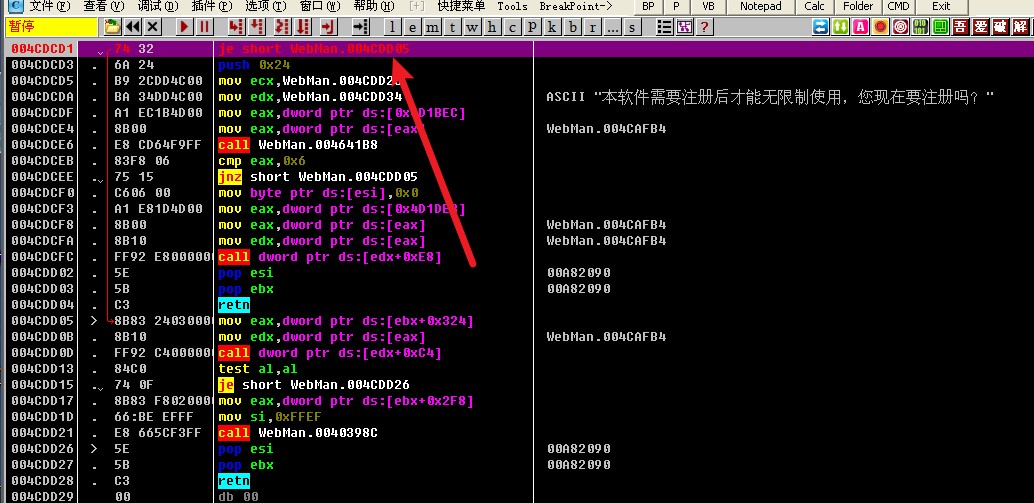 文件(F) 查看(V) 调试(D) 插件(P) 选项(T) 窗口(W) 帮助(H) [+] 快捷菜单 Tools BreakPoint-> BP P VB Notepad Calc Folder CMD Exit
暂停 l e m t w h c p k b r ... s ? 吾 爱 破 解
004CDCD1 74 32 je short WebMan.004CDD05
004CDCD3 . 6A 24 push 0x24
004CDCD5 . B9 2CDD4C00 mov ecx,WebMan.004CDD2
004CDCDA . BA 34DD4C00 mov edx,WebMan.004CDD34 ASCII "本软件需要注册后才能无限制使用，您现在要注册吗？"
004CDCDF . A1 EC1B4D00 mov eax,dword ptr ds:[0x4D1BEC]
004CDCE4 . 8B00 mov eax,dword ptr ds:[eax] WebMan.004CAFB4
004CDCE6 . E8 CD64F9FF call WebMan.004641B8
004CDCEB . 83F8 06 cmp eax,0x6
004CDCEE . 75 15 jnz short WebMan.004CDD05
004CDCF0 . C606 00 mov byte ptr ds:[esi],0x0
004CDCF3 . A1 E81D4D00 mov eax,dword ptr ds:[0x4D1DE8]
004CDCF8 . 8B00 mov eax,dword ptr ds:[eax] WebMan.004CAFB4
004CDCFA . 8B10 mov edx,dword ptr ds:[eax] WebMan.004CAFB4
004CDCFC . FF92 E8000000 call dword ptr ds:[edx+0xE8]
004CDD02 . 5E pop esi 00A82090
004CDD03 . 5B pop ebx 00A82090
004CDD04 . C3 retn
004CDD05 > 8B83 24030000 mov eax,dword ptr ds:[ebx+0x324]
004CDD0B . 8B10 mov edx,dword ptr ds:[eax] WebMan.004CAFB4
004CDD0D . FF92 C4000000 call dword ptr ds:[edx+0xC4]
004CDD13 . 84C0 test al,al
004CDD15 . 74 0F je short WebMan.004CDD26
004CDD17 . 8B83 F8020000 mov eax,dword ptr ds:[ebx+0x2F8]
004CDD1D . 66:BE EFFF mov si,0xFFEF
004CDD21 . E8 665CF3FF call WebMan.0040398C
004CDD26 > 5E pop esi 00A82090
004CDD27 . 5B pop ebx 00A82090
004CDD28 . C3 retn
004CDD29 00 db 00